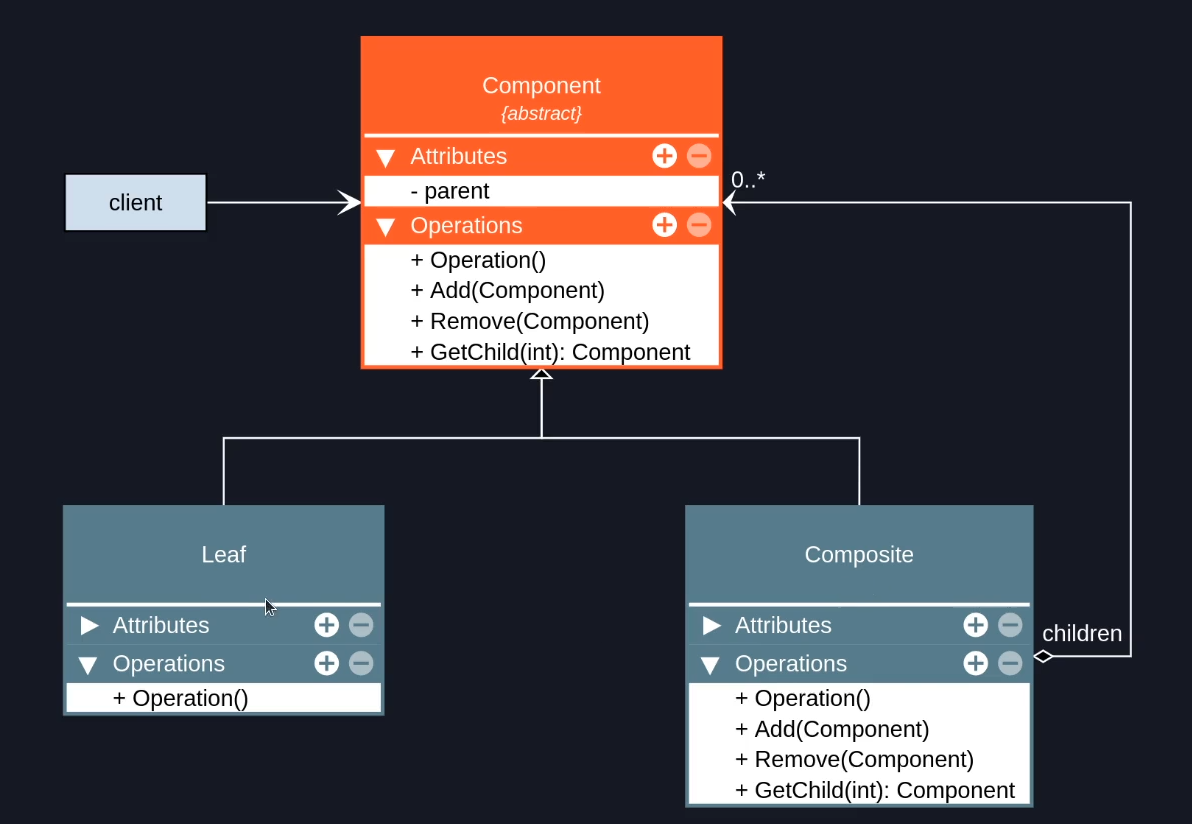 Component
{abstract}
Attributes
- parent
Operations
+ Operation()
+ Add(Component)
+ Remove(Component)
+ GetChild(int): Component
client
0..*
Leaf
Attributes
Operations
+ Operation()
Composite
Attributes
Operations
+ Operation()
+ Add(Component)
+ Remove(Component)
+ GetChild(int): Component
children